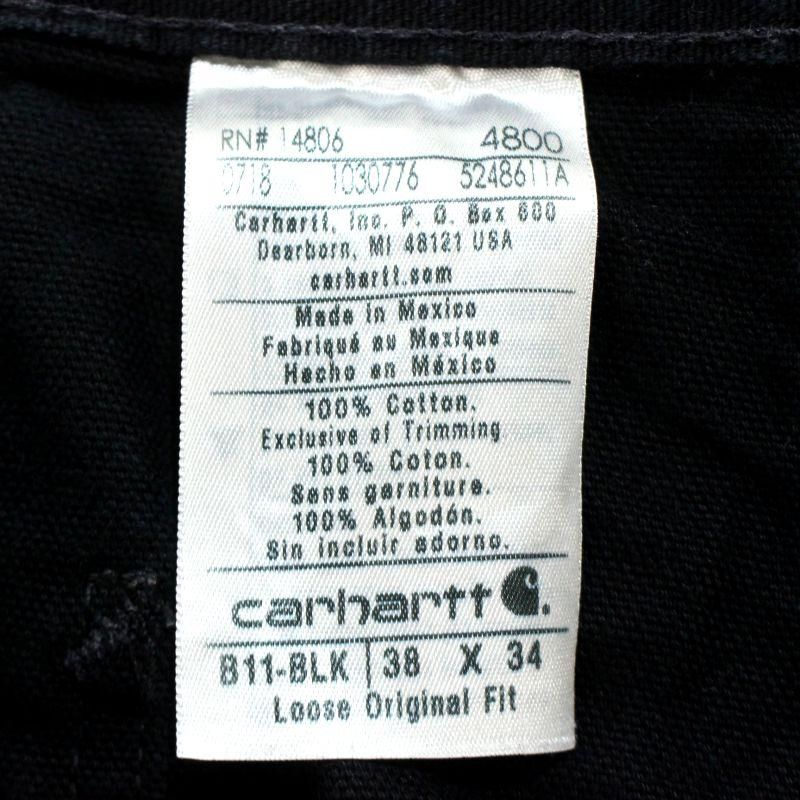 RN# 14806 4800
0718 1030776 5248611A
Carhartt, Inc. P. O. Box 600
Dearborn, MI 48121 USA
carhartt.com
Made in Mexico
Fabriqué au Mexique
Hecho en México
100% Cotton.
Exclusive of Trimming
100% Coton.
Sans garniture.
100% Algodón.
Sin incluir adorno.
carhartt
B11-BLK 38 X 34
Loose Original Fit